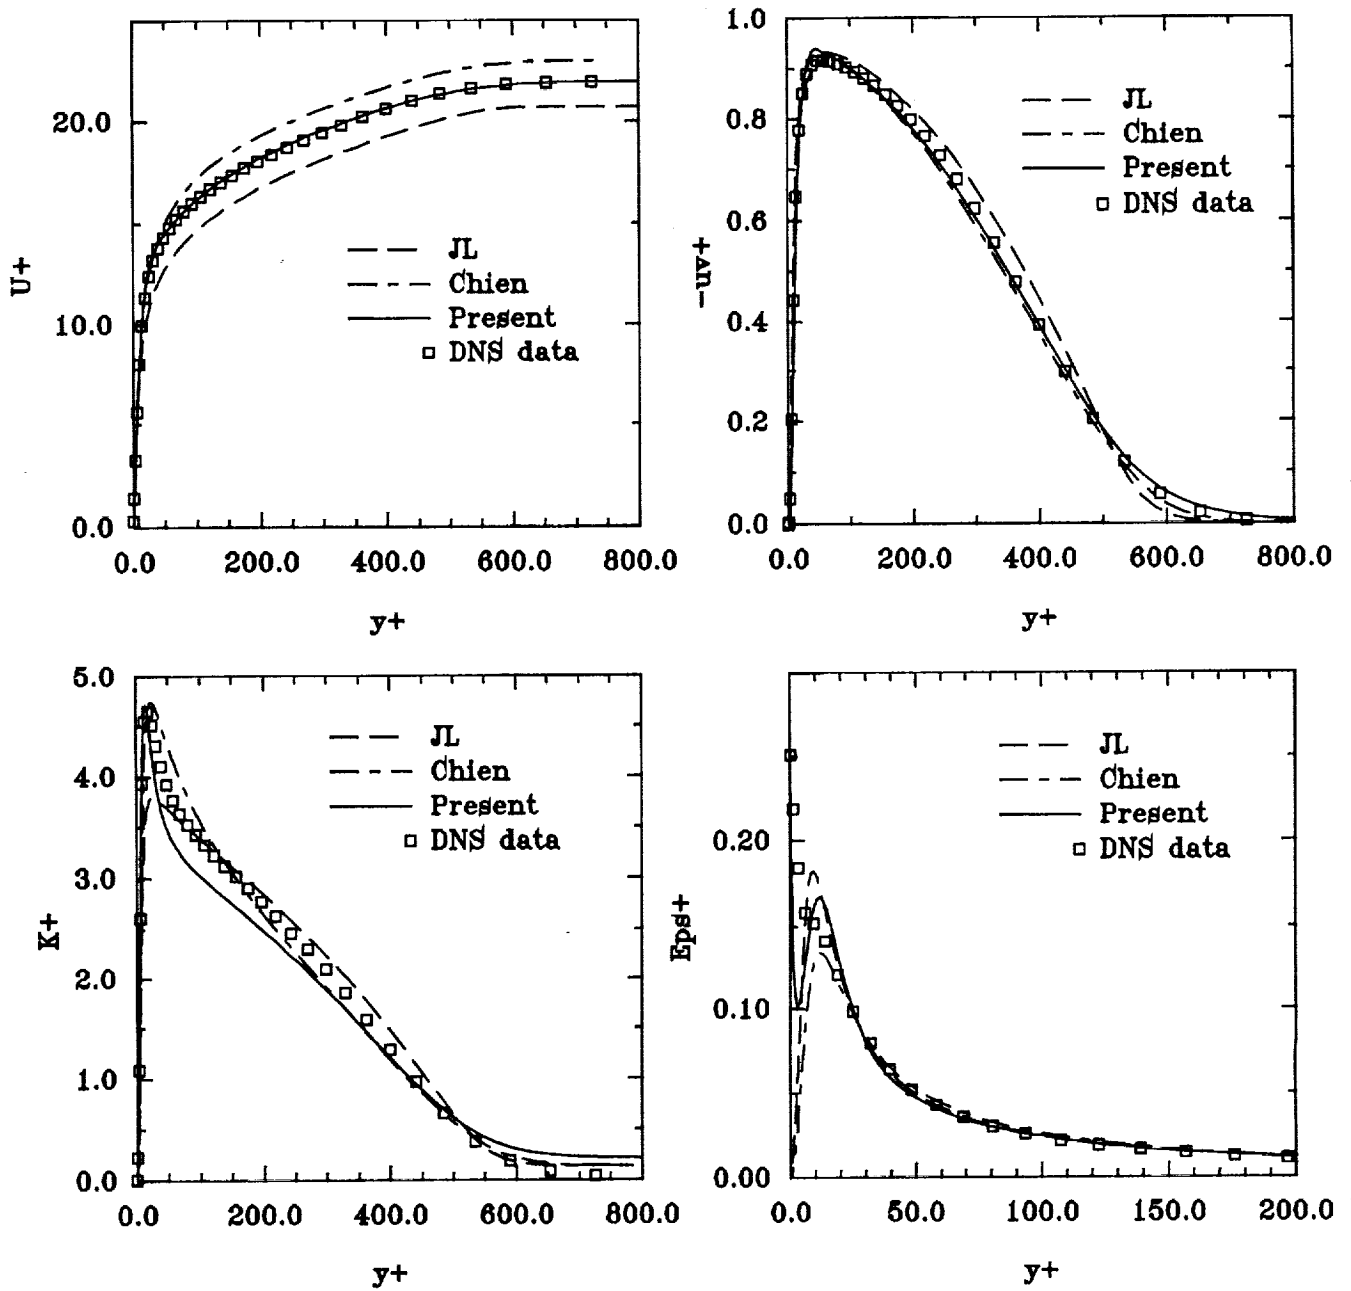 U+
20.0
10.0
0.0
JL
Chien
Present
DNS data
0.0 200.0 400.0 600.0 800.0
y+
-uv+
1.0
0.8
0.6
0.4
0.2
0.0
JL
Chien
Present
DNS data
0.0 200.0 400.0 600.0 800.0
y+
K+
5.0
4.0
3.0
2.0
1.0
0.0
JL
Chien
Present
DNS data
0.0 200.0 400.0 600.0 800.0
y+
Eps+
0.20
0.10
0.00
JL
Chien
Present
DNS data
0.0 50.0 100.0 150.0 200.0
y+